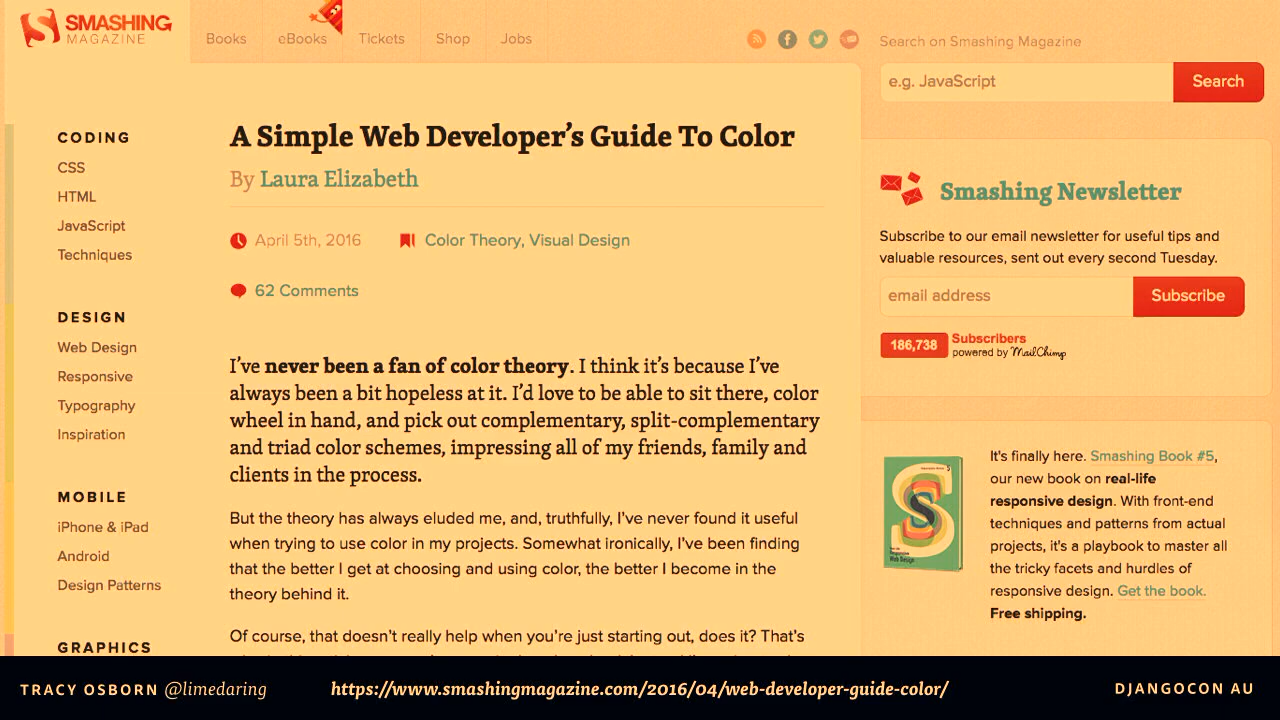 SMASHING
MAGAZINE
Books
eBooks
Tickets
Shop
Jobs
Search on Smashing Magazine
e.g. JavaScript
Search
CODING
CSS
HTML
JavaScript
Techniques
DESIGN
Web Design
Responsive
Typography
Inspiration
MOBILE
iPhone & iPad
Android
Design Patterns
GRAPHICS
A Simple Web Developer’s Guide To Color
By Laura Elizabeth
April 5th, 2016
Color Theory, Visual Design
62 Comments
I’ve never been a fan of color theory. I think it’s because I’ve
always been a bit hopeless at it. I’d love to be able to sit there, color
wheel in hand, and pick out complementary, split-complementary
and triad color schemes, impressing all of my friends, family and
clients in the process.
But the theory has always eluded me, and, truthfully, I’ve never found it useful
when trying to use color in my projects. Somewhat ironically, I’ve been finding
that the better I get at choosing and using color, the better I become in the
theory behind it.
Of course, that doesn’t really help when you’re just starting out, does it? That’s
Smashing Newsletter
Subscribe to our email newsletter for useful tips and
valuable resources, sent out every second Tuesday.
email address
Subscribe
186,738
Subscribers
powered by MailChimp
It's finally here. Smashing Book #5,
our new book on real-life
responsive design. With front-end
techniques and patterns from actual
projects, it's a playbook to master all
the tricky facets and hurdles of
responsive design. Get the book.
Free shipping.
TRACY OSBORN @limedaring
https://www.smashingmagazine.com/2016/04/web-developer-guide-color/
DJANGOCON AU